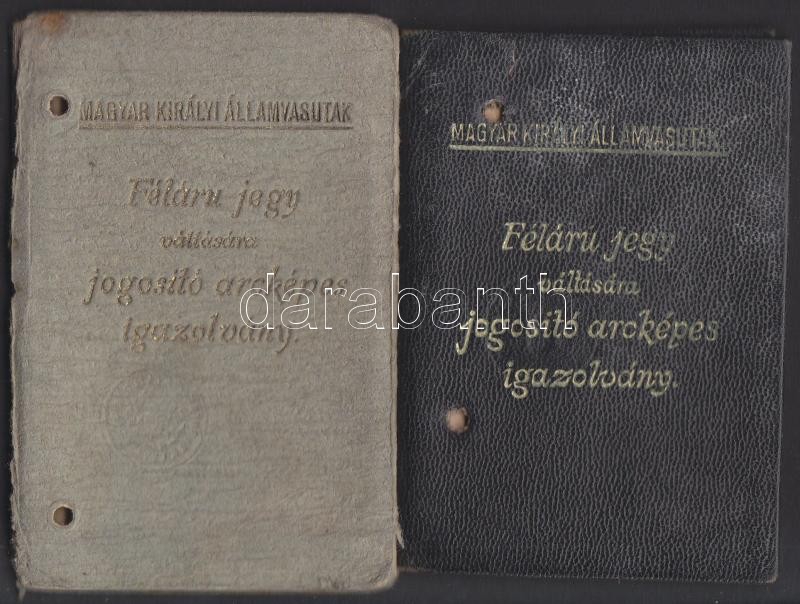 MAGYAR KIRÁLYI ÁLLAMVASUTAK
Féláru jegy
váltására
jogosító arcképes
igazolvány.
MAGYAR KIRÁLYI ÁLLAMVASUTAK
Féláru jegy
váltására
jogosító arcképes
igazolvány.
darabanth